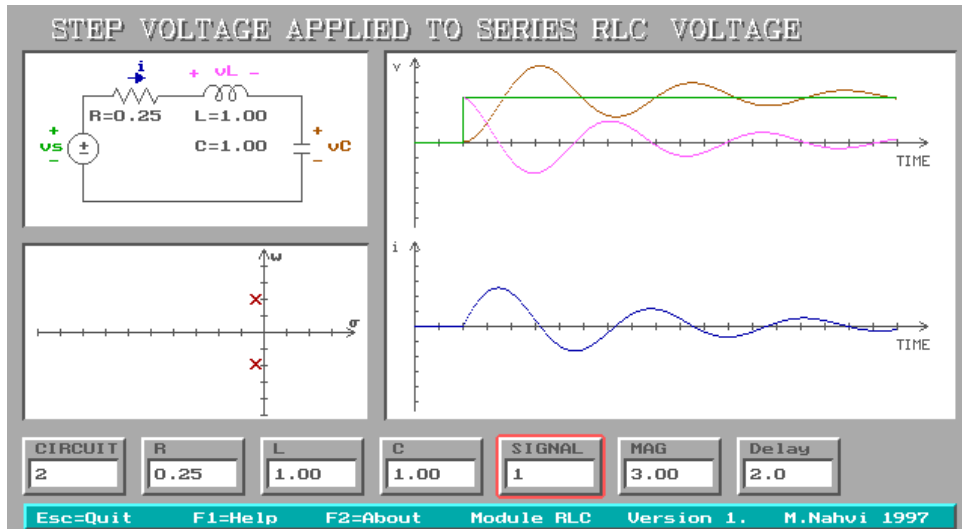 STEP VOLTAGE APPLIED TO SERIES RLC VOLTAGE
i
+ vL -
R=0.25 L=1.00
C=1.00
+
vs
-
+
-
+
vC
-
v
TIME
i
TIME
w
σ
CIRCUIT
2
R
0.25
L
1.00
C
1.00
SIGNAL
1
MAG
3.00
Delay
2.0
Esc=Quit F1=Help F2=About Module RLC Version 1. M.Nahvi 1997